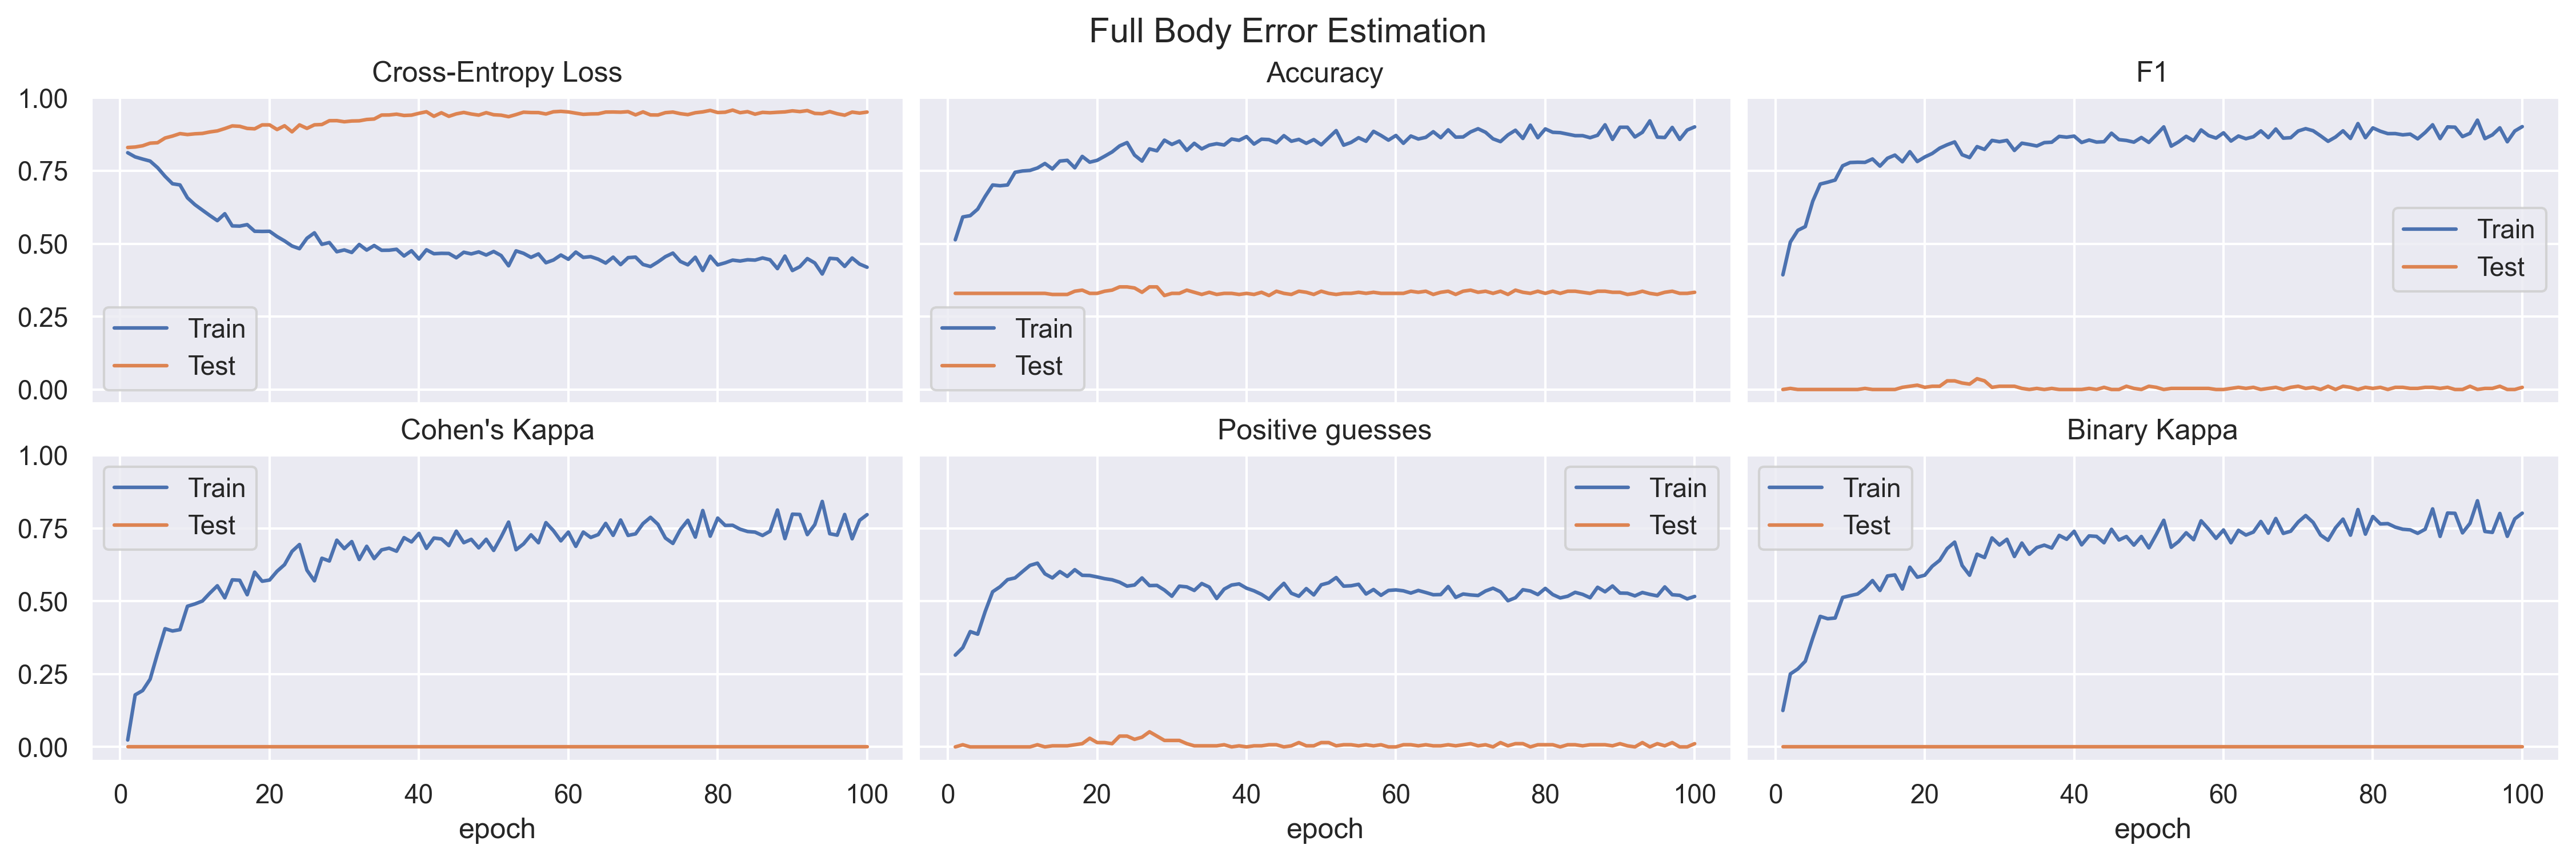 Full Body Error Estimation
Cross-Entropy Loss
1.00
0.75
0.50
0.25
0.00
Train
Test
Accuracy
Train
Test
F1
Train
Test
Cohen's Kappa
1.00
0.75
0.50
0.25
0.00
Train
Test
0 20 40 60 80 100
epoch
Positive guesses
Train
Test
0 20 40 60 80 100
epoch
Binary Kappa
Train
Test
0 20 40 60 80 100
epoch